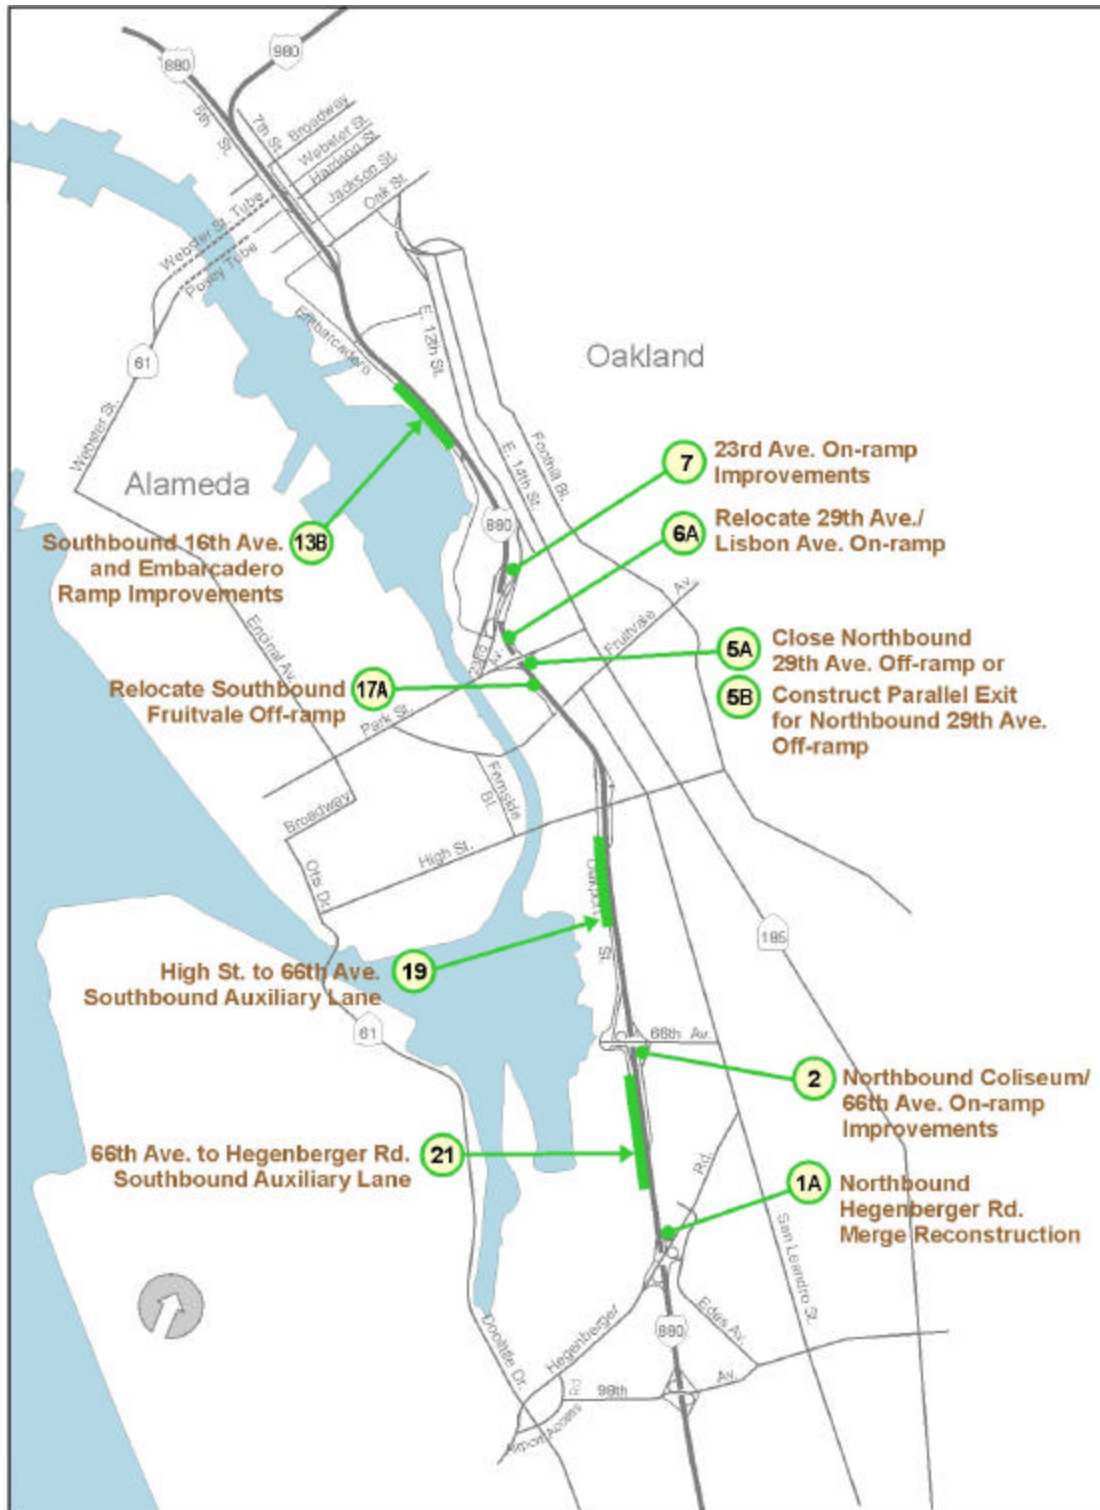 880
980
5th St.
7th St.
Broadway
Webster St.
Harrison St.
Jackson St.
Oak St.
Webster St. Tube
Posey Tube
Embarcadero
E. 12th St.
61
Webster St.
Oakland
Alameda
Foothill Bl.
E. 14th St.
7
23rd Ave. On-ramp
Improvements
880
6A
Relocate 29th Ave./
Lisbon Ave. On-ramp
Southbound 16th Ave.
and Embarcadero
Ramp Improvements
13B
Encinal Av.
23rd Av.
Fruitvale Av.
5A
Close Northbound
29th Ave. Off-ramp or
5B
Construct Parallel Exit
for Northbound 29th Ave.
Off-ramp
Relocate Southbound
Fruitvale Off-ramp
17A
Park St.
Fernside Bl.
Broadway
High St.
Otis Dr.
Oakport St.
185
High St. to 66th Ave.
Southbound Auxiliary Lane
19
61
66th Av.
2
Northbound Coliseum/
66th Ave. On-ramp
Improvements
66th Ave. to Hegenberger Rd.
Southbound Auxiliary Lane
21
1A
Northbound
Hegenberger Rd.
Merge Reconstruction
San Leandro St.
Doolittle Dr.
Hegenberger Rd.
880
Edes Av.
98th Av.
Airport Access Rd.